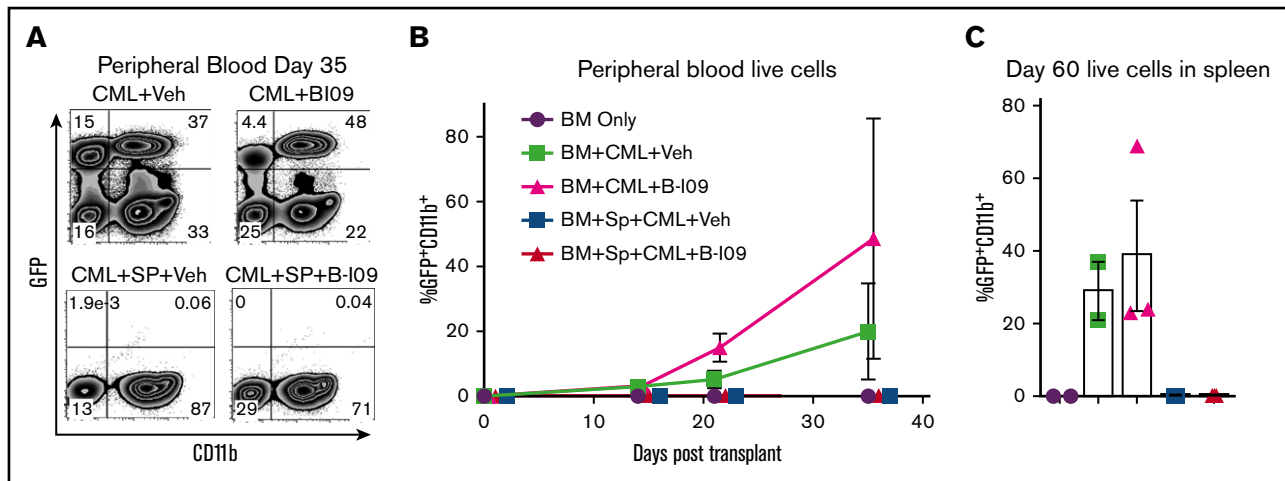 A
Peripheral Blood Day 35
CML+Veh
CML+BI09
15
37
4.4
48
16
33
25
22
CML+SP+Veh
CML+SP+B-I09
1.9e-3
0.06
0
0.04
13
87
29
71
GFP
CD11b
B
Peripheral blood live cells
BM Only
BM+CML+Veh
BM+CML+B-I09
BM+Sp+CML+Veh
BM+Sp+CML+B-I09
%GFP+CD11b+
80
60
40
20
0
0
10
20
30
40
Days post transplant
C
Day 60 live cells in spleen
%GFP+CD11b+
80
60
40
20
0